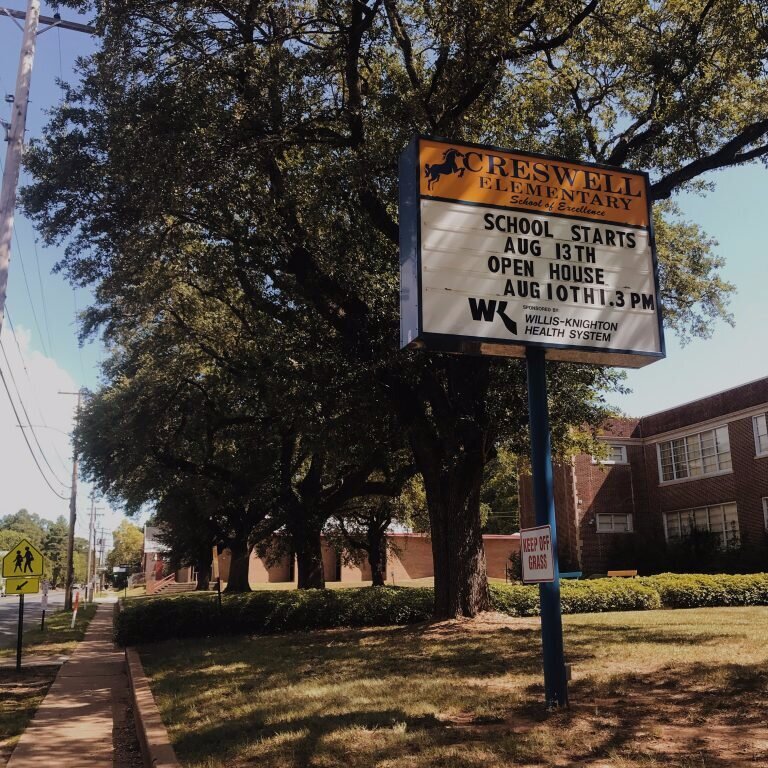 CRESWELL
ELEMENTARY
School of Excellence
SCHOOL STARTS
AUG 13TH
OPEN HOUSE
AUG 10TH 1.3 PM
WK
SPONSORED BY
WILLIS-KNIGHTON
HEALTH SYSTEM
KEEP OFF
GRASS